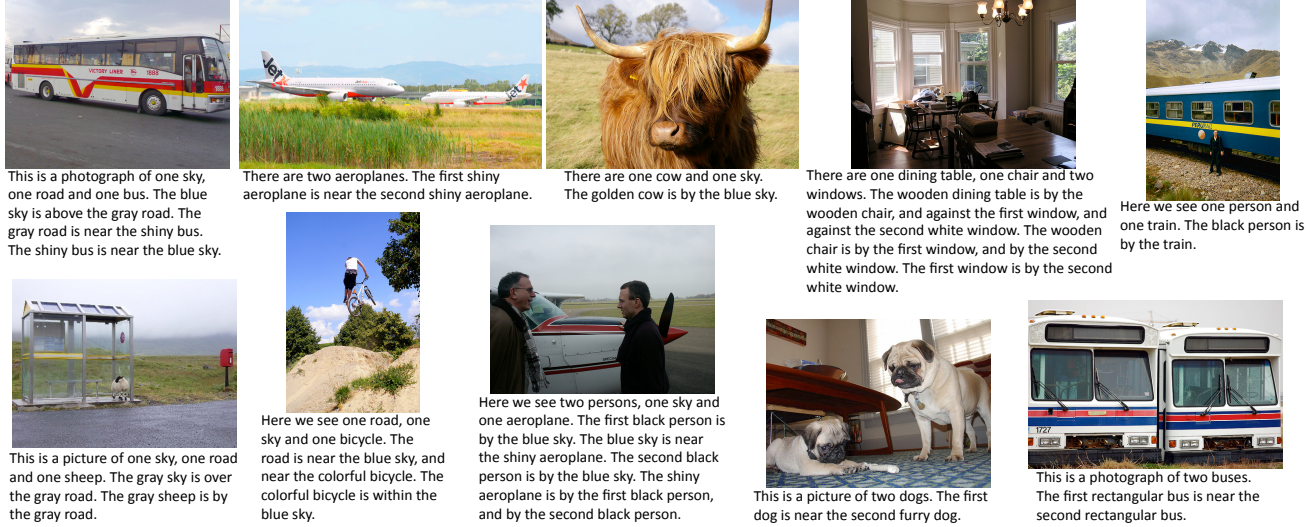 VICTORY LINER 1888
1888
Jet
Jet
This is a photograph of one sky,
one road and one bus. The blue
sky is above the gray road. The
gray road is near the shiny bus.
The shiny bus is near the blue sky.
There are two aeroplanes. The first shiny
aeroplane is near the second shiny aeroplane.
There are one cow and one sky.
The golden cow is by the blue sky.
There are one dining table, one chair and two
windows. The wooden dining table is by the
wooden chair, and against the first window, and
against the second white window. The wooden
chair is by the first window, and by the second
white window. The first window is by the second
white window.
Here we see one person and
one train. The black person is
by the train.
This is a picture of one sky, one road
and one sheep. The gray sky is over
the gray road. The gray sheep is by
the gray road.
Here we see one road, one
sky and one bicycle. The
road is near the blue sky, and
near the colorful bicycle. The
colorful bicycle is within the
blue sky.
Here we see two persons, one sky and
one aeroplane. The first black person is
by the blue sky. The blue sky is near
the shiny aeroplane. The second black
person is by the blue sky. The shiny
aeroplane is by the first black person,
and by the second black person.
This is a picture of two dogs. The first
dog is near the second furry dog.
1727
This is a photograph of two buses.
The first rectangular bus is near the
second rectangular bus.